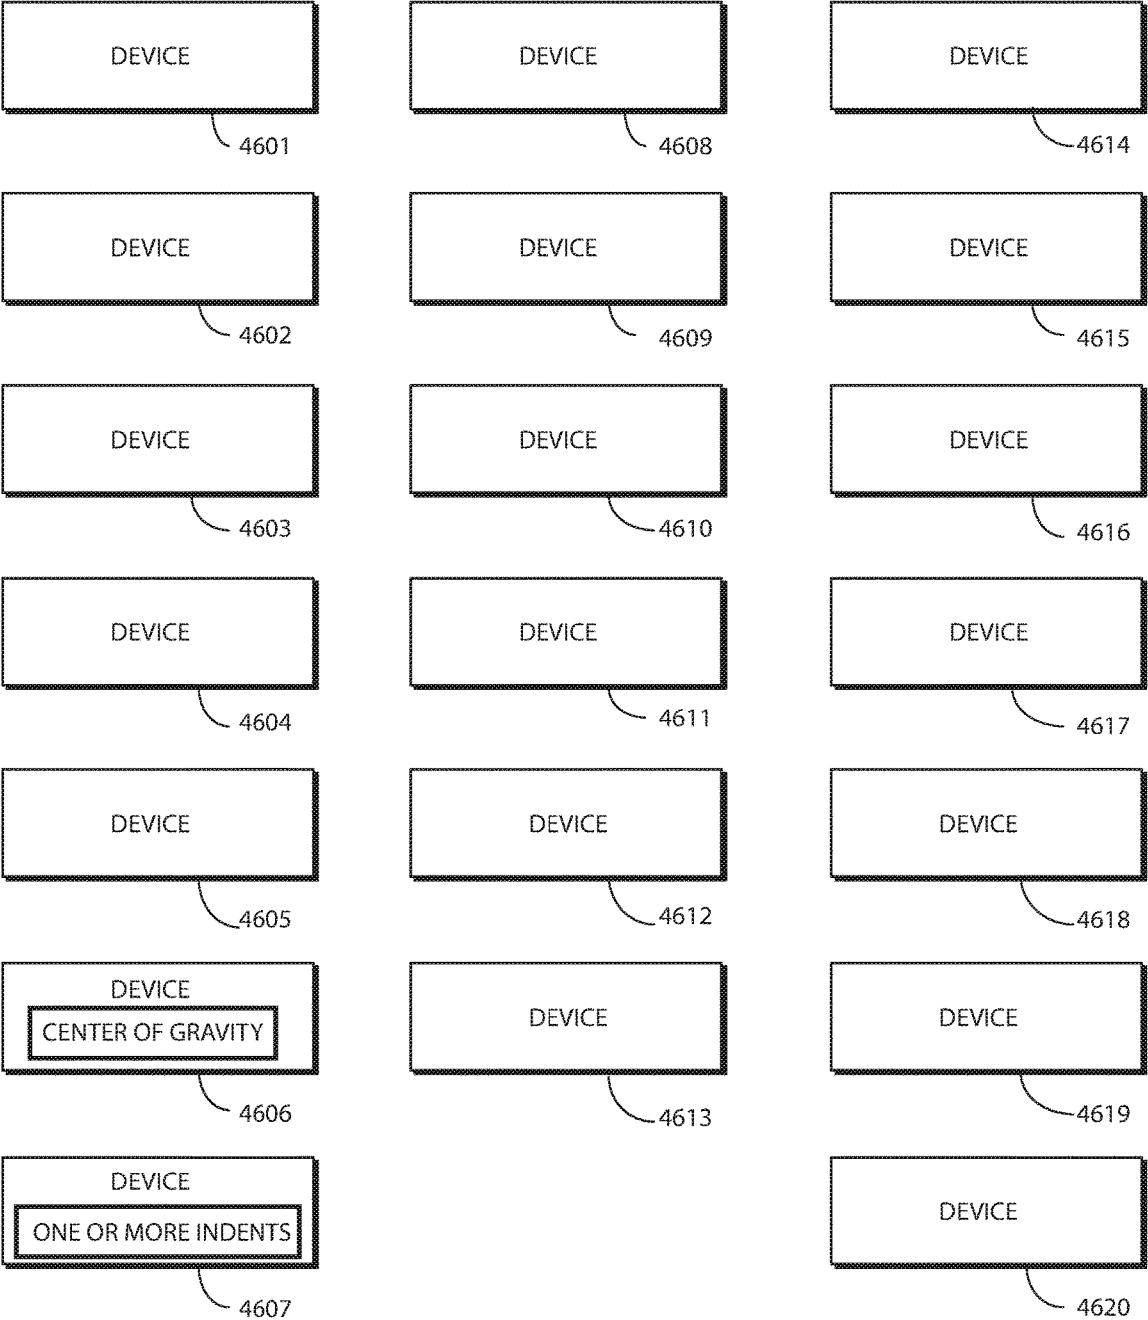 DEVICE
4601
DEVICE
4602
DEVICE
4603
DEVICE
4604
DEVICE
4605
DEVICE
CENTER OF GRAVITY
4606
DEVICE
ONE OR MORE INDENTS
4607
DEVICE
4608
DEVICE
4609
DEVICE
4610
DEVICE
4611
DEVICE
4612
DEVICE
4613
DEVICE
4614
DEVICE
4615
DEVICE
4616
DEVICE
4617
DEVICE
4618
DEVICE
4619
DEVICE
4620